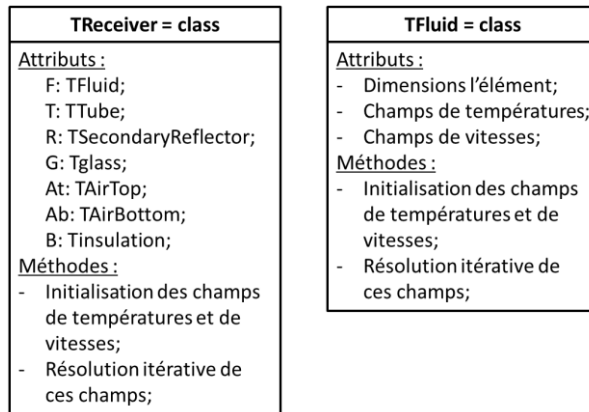 TReceiver = class
Attributs :
F: TFluid;
T: TTube;
R: TSecondaryReflector;
G: Tglass;
At: TAirTop;
Ab: TAirBottom;
B: Tinsulation;
Méthodes :
- Initialisation des champs
de températures et de
vitesses;
- Résolution itérative de
ces champs;
TFluid = class
Attributs :
- Dimensions l’élément;
- Champs de températures;
- Champs de vitesses;
Méthodes :
- Initialisation des champs
de températures et de
vitesses;
- Résolution itérative de
ces champs;